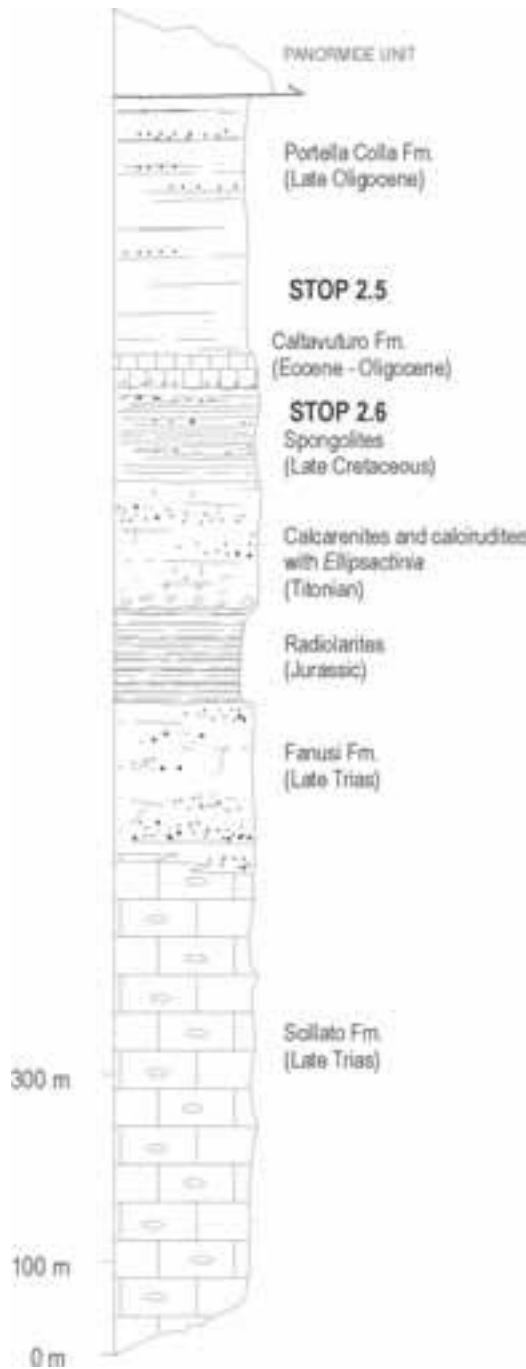 PANORMIDE UNIT
Portella Colla Fm.
(Late Oligocene)
STOP 2.5
Caltavuturo Fm.
(Eocene - Oligocene)
STOP 2.6
Spongolites
(Late Cretaceous)
Calcarenites and calcirudites
with Ellipsactinia
(Titonian)
Radiolarites
(Jurassic)
Fanusi Fm.
(Late Trias)
Scillato Fm.
(Late Trias)
300 m
100 m
0 m